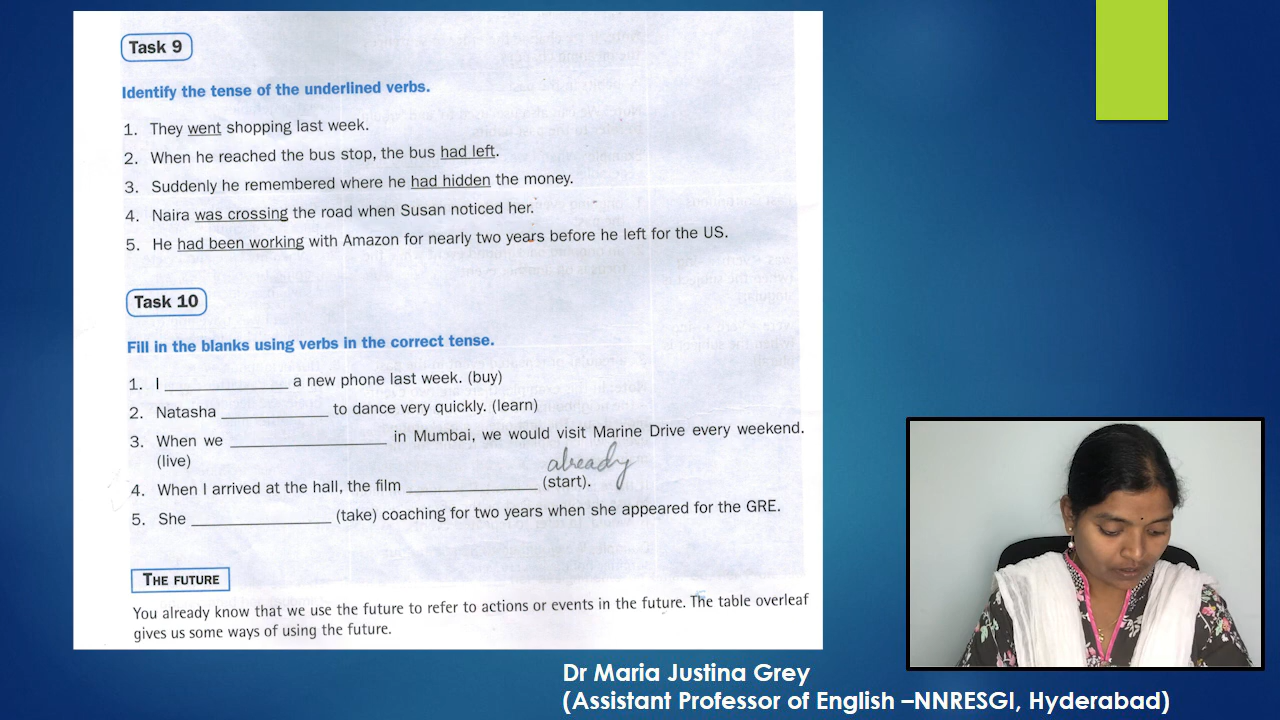 Task 9
Identify the tense of the underlined verbs.
1. They went shopping last week.
2. When he reached the bus stop, the bus had left.
3. Suddenly he remembered where he had hidden the money.
4. Naira was crossing the road when Susan noticed her.
5. He had been working with Amazon for nearly two years before he left for the US.
Task 10
Fill in the blanks using verbs in the correct tense.
1. I ____________ a new phone last week. (buy)
2. Natasha ____________ to dance very quickly. (learn)
3. When we ________________ in Mumbai, we would visit Marine Drive every weekend.
(live)
already
4. When I arrived at the hall, the film ______________ (start).
5. She ______________ (take) coaching for two years when she appeared for the GRE.
THE FUTURE
You already know that we use the future to refer to actions or events in the future. The table overleaf
gives us some ways of using the future.
Dr Maria Justina Grey
(Assistant Professor of English –NNRESGI, Hyderabad)